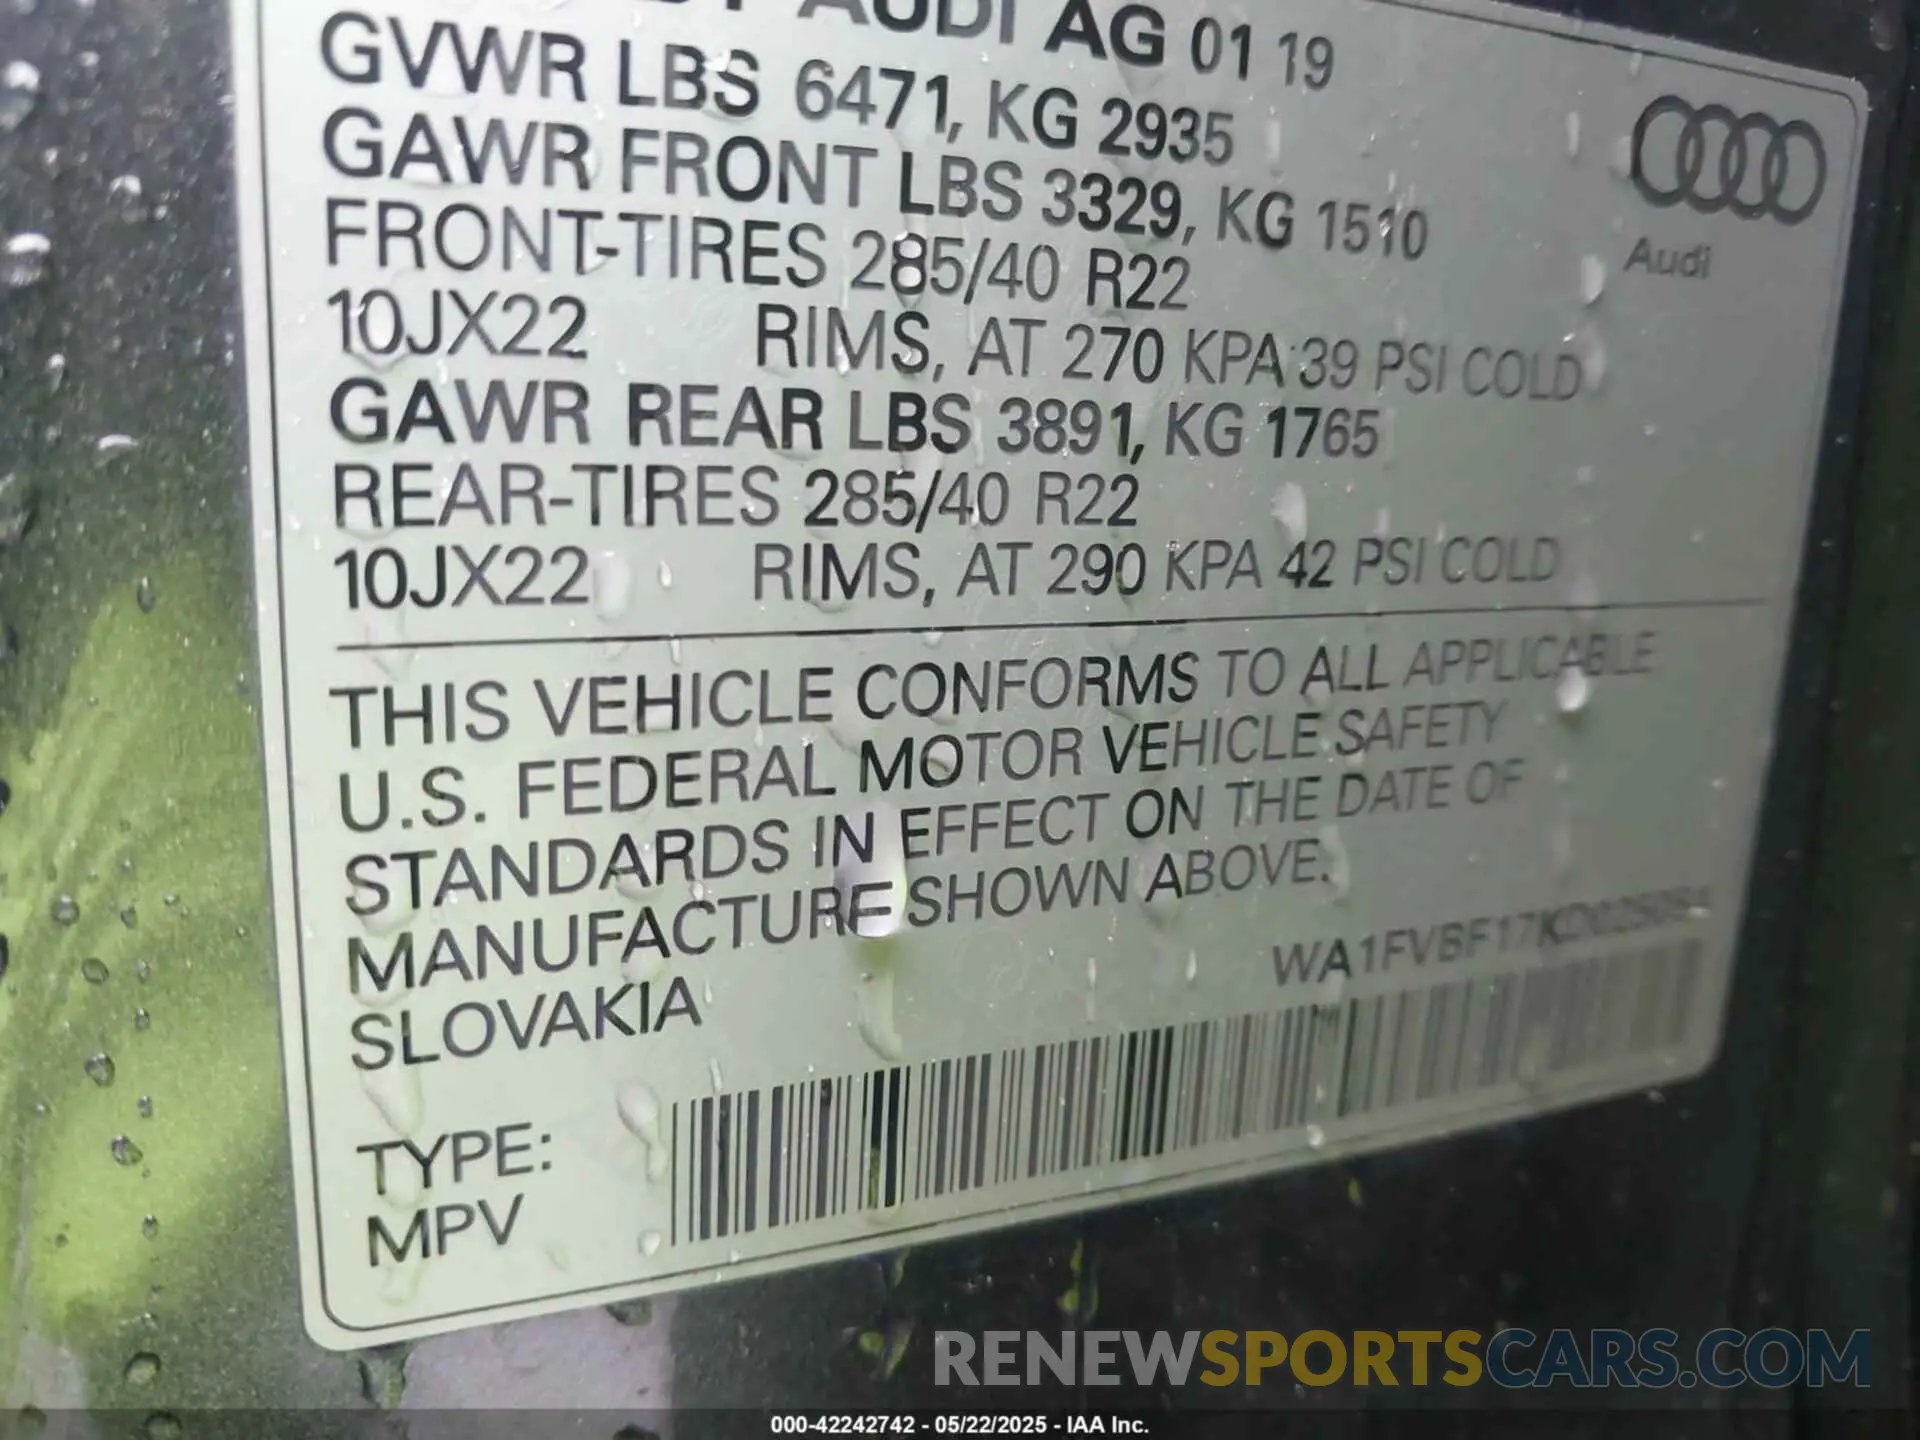 AUDI AG 01 19
GVWR LBS 6471, KG 2935
GAWR FRONT LBS 3329, KG 1510
FRONT-TIRES 285/40 R22
10JX22 RIMS, AT 270 KPA 39 PSI COLD
GAWR REAR LBS 3891, KG 1765
REAR-TIRES 285/40 R22
10JX22 RIMS, AT 290 KPA 42 PSI COLD
Audi
THIS VEHICLE CONFORMS TO ALL APPLICABLE
U.S. FEDERAL MOTOR VEHICLE SAFETY
STANDARDS IN EFFECT ON THE DATE OF
MANUFACTURE SHOWN ABOVE.
SLOVAKIA
TYPE:
MPV
RENEWSPORTSCARS.COM
000-42242742 - 05/22/2025 - IAA Inc.